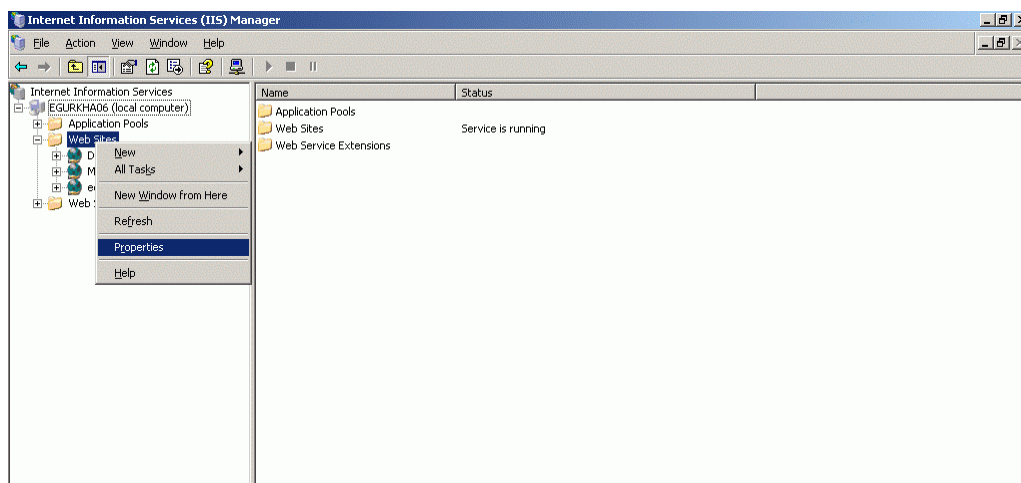 Internet Information Services (IIS) Manager
File Action View Window Help
Internet Information Services
EGURKHA06 (local computer)
Application Pools
Web Sites
D
M
Web
New
All Tasks
New Window from Here
Refresh
Properties
Help
Name Status
Application Pools
Web Sites Service is running
Web Service Extensions